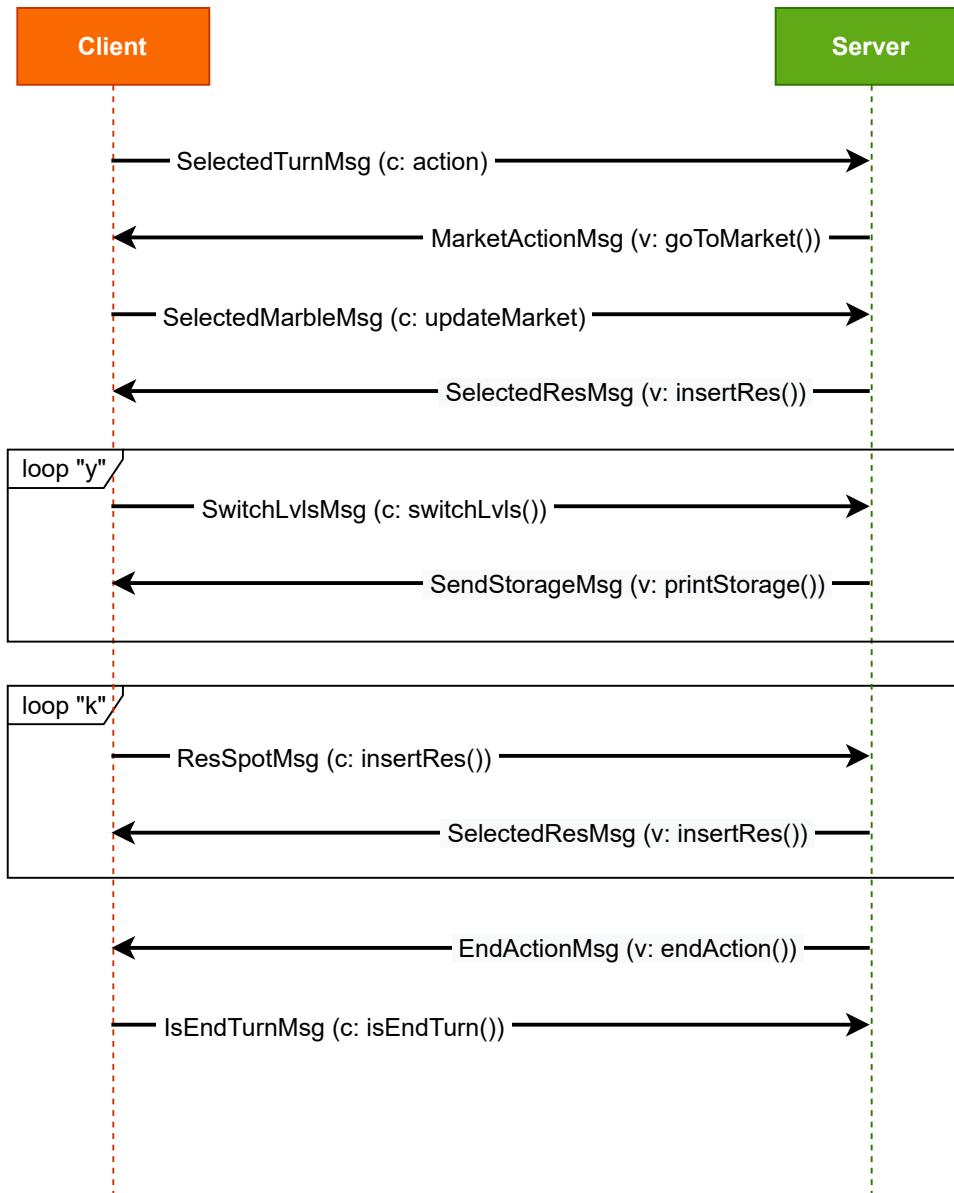 Client
Server
SelectedTurnMsg (c: action)
MarketActionMsg (v: goToMarket())
SelectedMarbleMsg (c: updateMarket)
SelectedResMsg (v: insertRes())
loop "y"
SwitchLvlsMsg (c: switchLvls())
SendStorageMsg (v: printStorage())
loop "k"
ResSpotMsg (c: insertRes())
SelectedResMsg (v: insertRes())
EndActionMsg (v: endAction())
IsEndTurnMsg (c: isEndTurn())